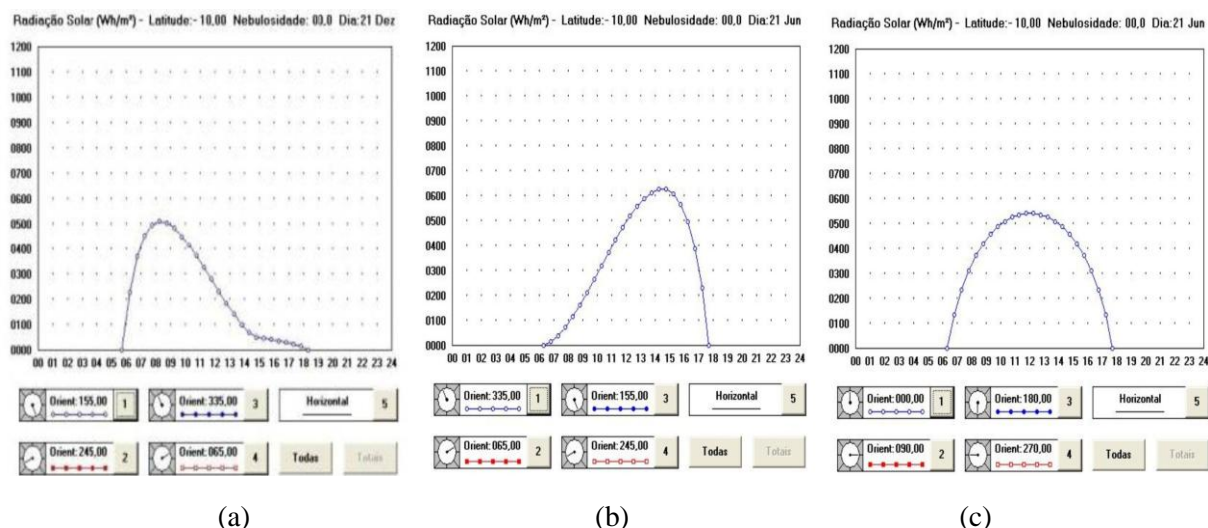 Radiação Solar (Wh/m²) - Latitude:- 10,00 Nebulosidade: 00,0 Dia:21 Dez
1200
1100
1000
0900
0800
0700
0600
0500
0400
0300
0200
0100
0000
00 01 02 03 04 05 06 07 08 09 10 11 12 13 14 15 16 17 18 19 20 21 22 23 24
Orient:155,00 1
Orient:335,00 3
Horizontal 5
Orient:245,00 2
Orient:065,00 4
Todas
Totais
(a)
Radiação Solar (Wh/m²) - Latitude:- 10,00 Nebulosidade: 00,0 Dia:21 Jun
1200
1100
1000
0900
0800
0700
0600
0500
0400
0300
0200
0100
0000
00 01 02 03 04 05 06 07 08 09 10 11 12 13 14 15 16 17 18 19 20 21 22 23 24
Orient:335,00 1
Orient:155,00 3
Horizontal 5
Orient:065,00 2
Orient:245,00 4
Todas
Totais
(b)
Radiação Solar (Wh/m²) - Latitude:- 10,00 Nebulosidade: 00,0 Dia:21 Jun
1200
1100
1000
0900
0800
0700
0600
0500
0400
0300
0200
0100
0000
00 01 02 03 04 05 06 07 08 09 10 11 12 13 14 15 16 17 18 19 20 21 22 23 24
Orient:000,00 1
Orient:180,00 3
Horizontal 5
Orient:090,00 2
Orient:270,00 4
Todas
Totais
(c)